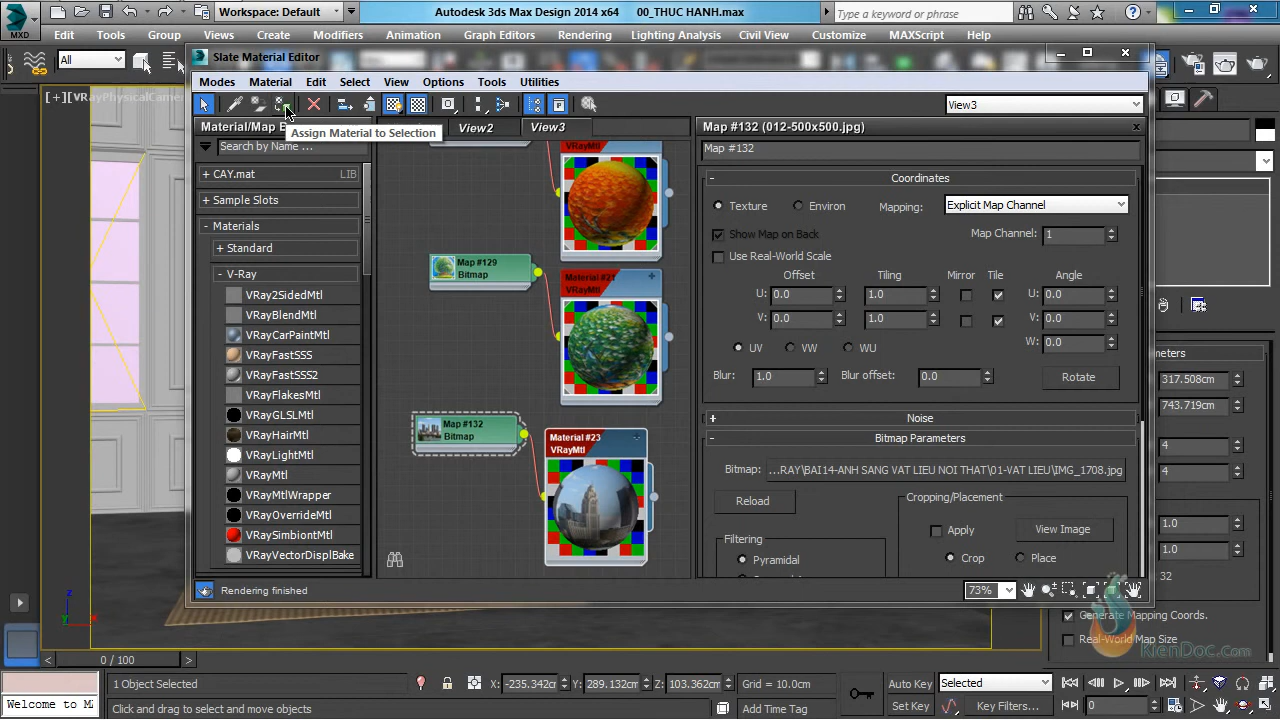 Workspace: Default
Autodesk 3ds Max Design 2014 x64 00_THUC HANH.max
Type a keyword or phrase
MXD
Edit Tools Group Views Create Modifiers Animation Graph Editors Rendering Lighting Analysis Civil View Customize MAXScript Help
All
Slate Material Editor
Modes Material Edit Select View Options Tools Utilities
View3
Assign Material to Selection
[+][VRayPhysicalCamer
Material/Map B
View2 View3
Search by Name ...
+ CAY.mat LIB
+ Sample Slots
- Materials
+ Standard
- V-Ray
VRay2SidedMtl
VRayBlendMtl
VRayCarPaintMtl
VRayFastSSS
VRayFastSSS2
VRayFlakesMtl
VRayGLSLMtl
VRayHairMtl
VRayLightMtl
VRayMtl
VRayMtlWrapper
VRayOverrideMtl
VRaySimbiontMtl
VRayVectorDisplBake
VRayMtl
Map #129
Bitmap
Material #21
VRayMtl
Map #132
Bitmap
Material #23
VRayMtl
Map #132 (012-500x500.jpg)
Map #132
- Coordinates
Texture Environ Mapping: Explicit Map Channel
Show Map on Back Map Channel: 1
Use Real-World Scale
Offset Tiling Mirror Tile Angle
U: 0.0 1.0 U: 0.0
V: 0.0 1.0 V: 0.0
W: 0.0
UV VW WU
Blur: 1.0 Blur offset: 0.0 Rotate
+ Noise
- Bitmap Parameters
Bitmap: ...RAY\BAI14-ANH SANG VAT LIEU NOI THAT\01-VAT LIEU\IMG_1708.jpg
Reload
Cropping/Placement
Apply View Image
Filtering
Pyramidal
Crop Place
Rendering finished
73%
meters
317.508cm
743.719cm
4
4
1.0
1.0
32
Generate Mapping Coords.
Real-World Map Size
KienDoc.Com
z
y
x
0 / 100
1 Object Selected
X: -235.342cm Y: 289.132cm Z: 103.362cm Grid = 10.0cm
Auto Key Selected
Welcome to M
Click and drag to select and move objects
Add Time Tag
Set Key Key Filters... 0